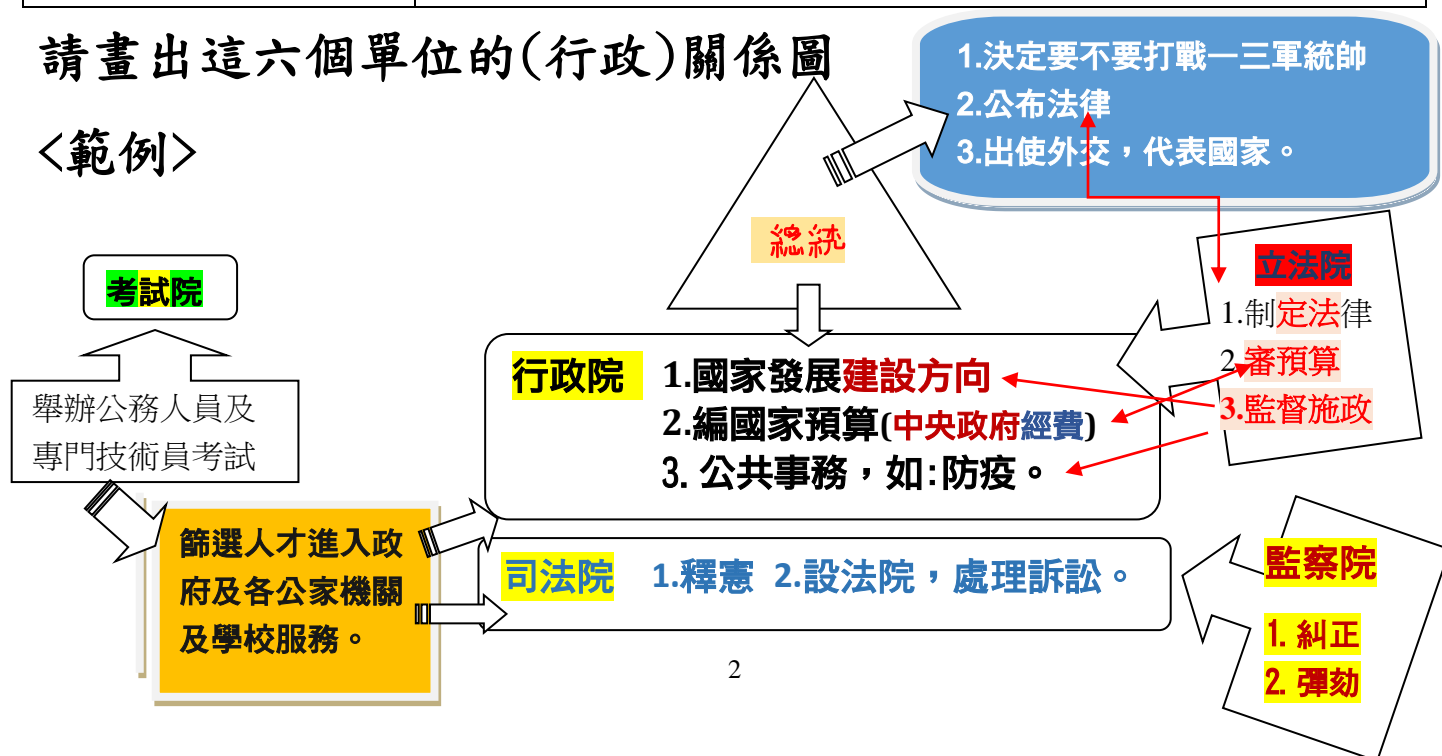 請畫出這六個單位的(行政)關係圖
<範例>
1.決定要不要打戰—三軍統帥
2.公布法律
3.出使外交，代表國家。
總統
考試院
舉辦公務人員及
專門技術員考試
篩選人才進入政
府及各公家機關
及學校服務。
行政院 1.國家發展建設方向
2.編國家預算(中央政府經費)
3. 公共事務，如:防疫。
立法院
1.制定法律
2.審預算
3.監督施政
司法院 1.釋憲 2.設法院，處理訴訟。
監察院
1. 糾正
2. 彈劾
2